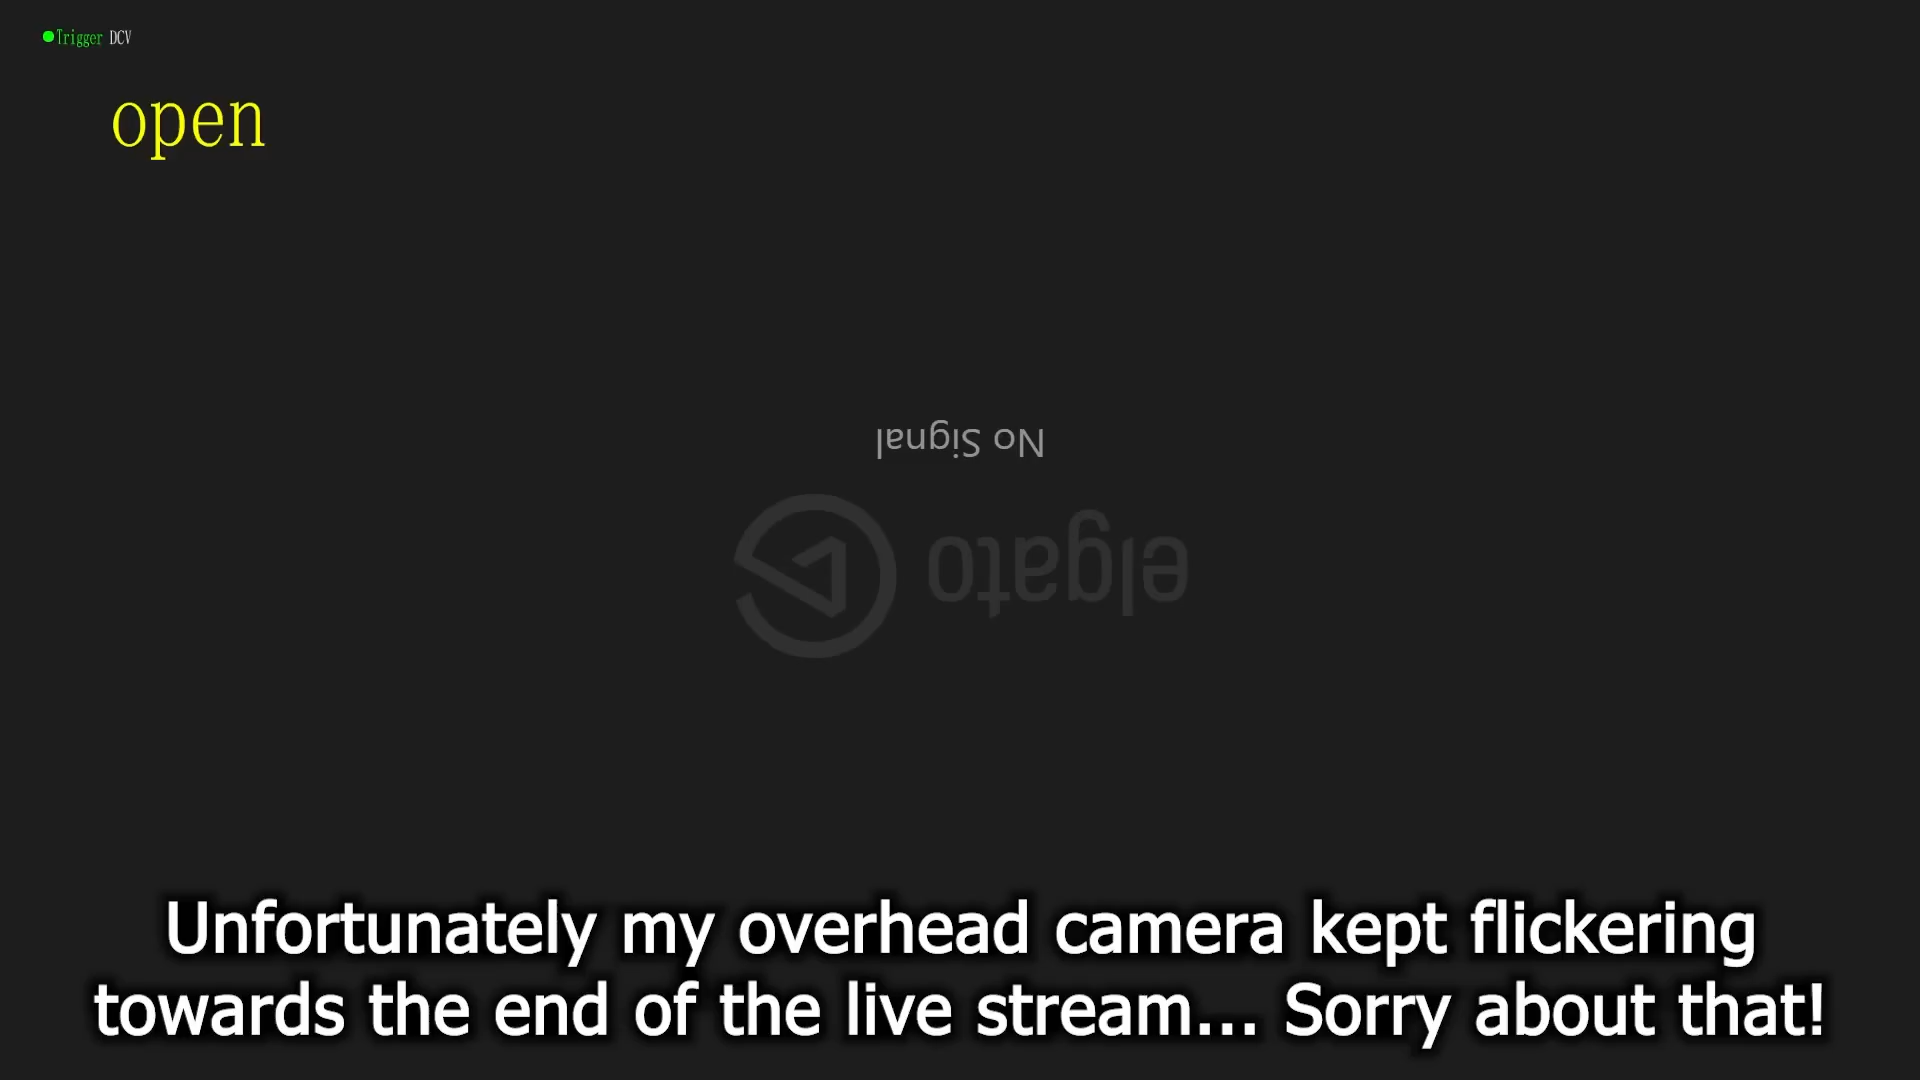 Trigger DCV
open
No Signal
elgato
Unfortunately my overhead camera kept flickering
towards the end of the live stream... Sorry about that!